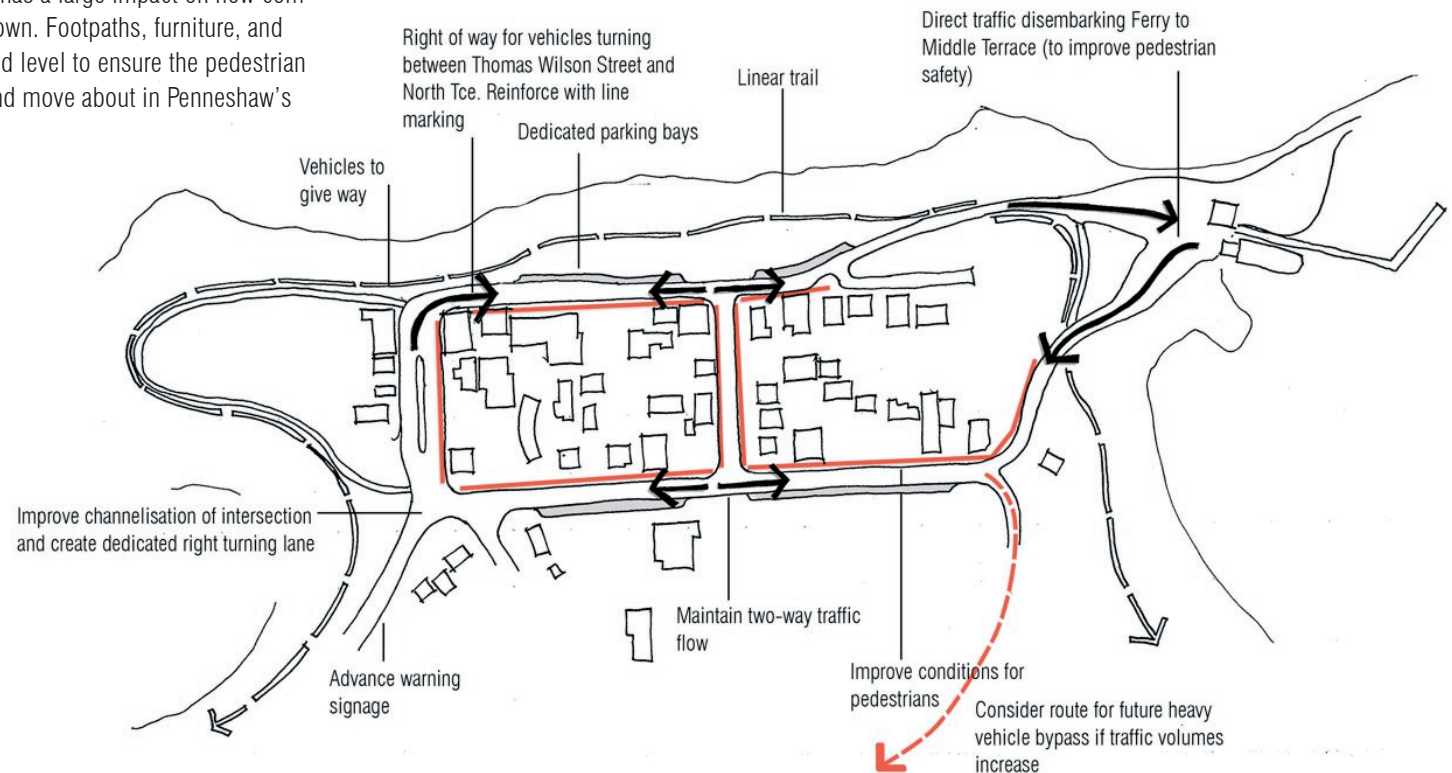 has a large impact on how com-
own. Footpaths, furniture, and
d level to ensure the pedestrian
nd move about in Penneshaw's
Right of way for vehicles turning
between Thomas Wilson Street and
North Tce. Reinforce with line
marking
Direct traffic disembarking Ferry to
Middle Terrace (to improve pedestrian
safety)
Linear trail
Dedicated parking bays
Vehicles to
give way
Improve channelisation of intersection
and create dedicated right turning lane
Advance warning
signage
Maintain two-way traffic
flow
Improve conditions for
pedestrians
Consider route for future heavy
vehicle bypass if traffic volumes
increase